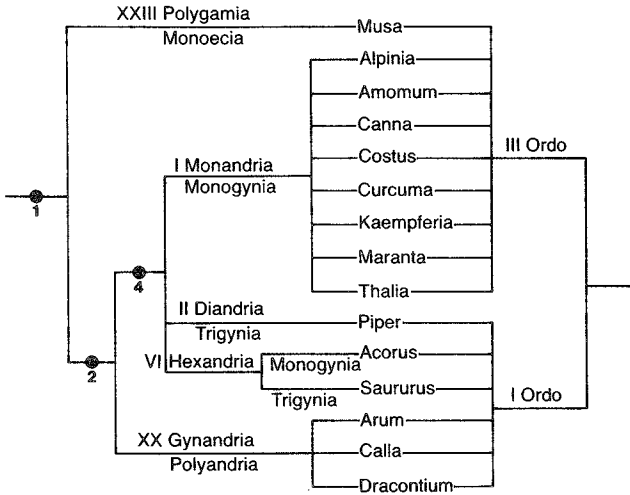 XXIII Polygamia
Monoecia
Musa
Alpinia
Amomum
Canna
Costus
Curcuma
Kaempferia
Maranta
Thalia
I Monandria
Monogynia
III Ordo
1
4
2
II Diandria
Trigynia
Piper
VI Hexandria
Monogynia
Acorus
Trigynia
Saururus
I Ordo
XX Gynandria
Polyandria
Arum
Calla
Dracontium